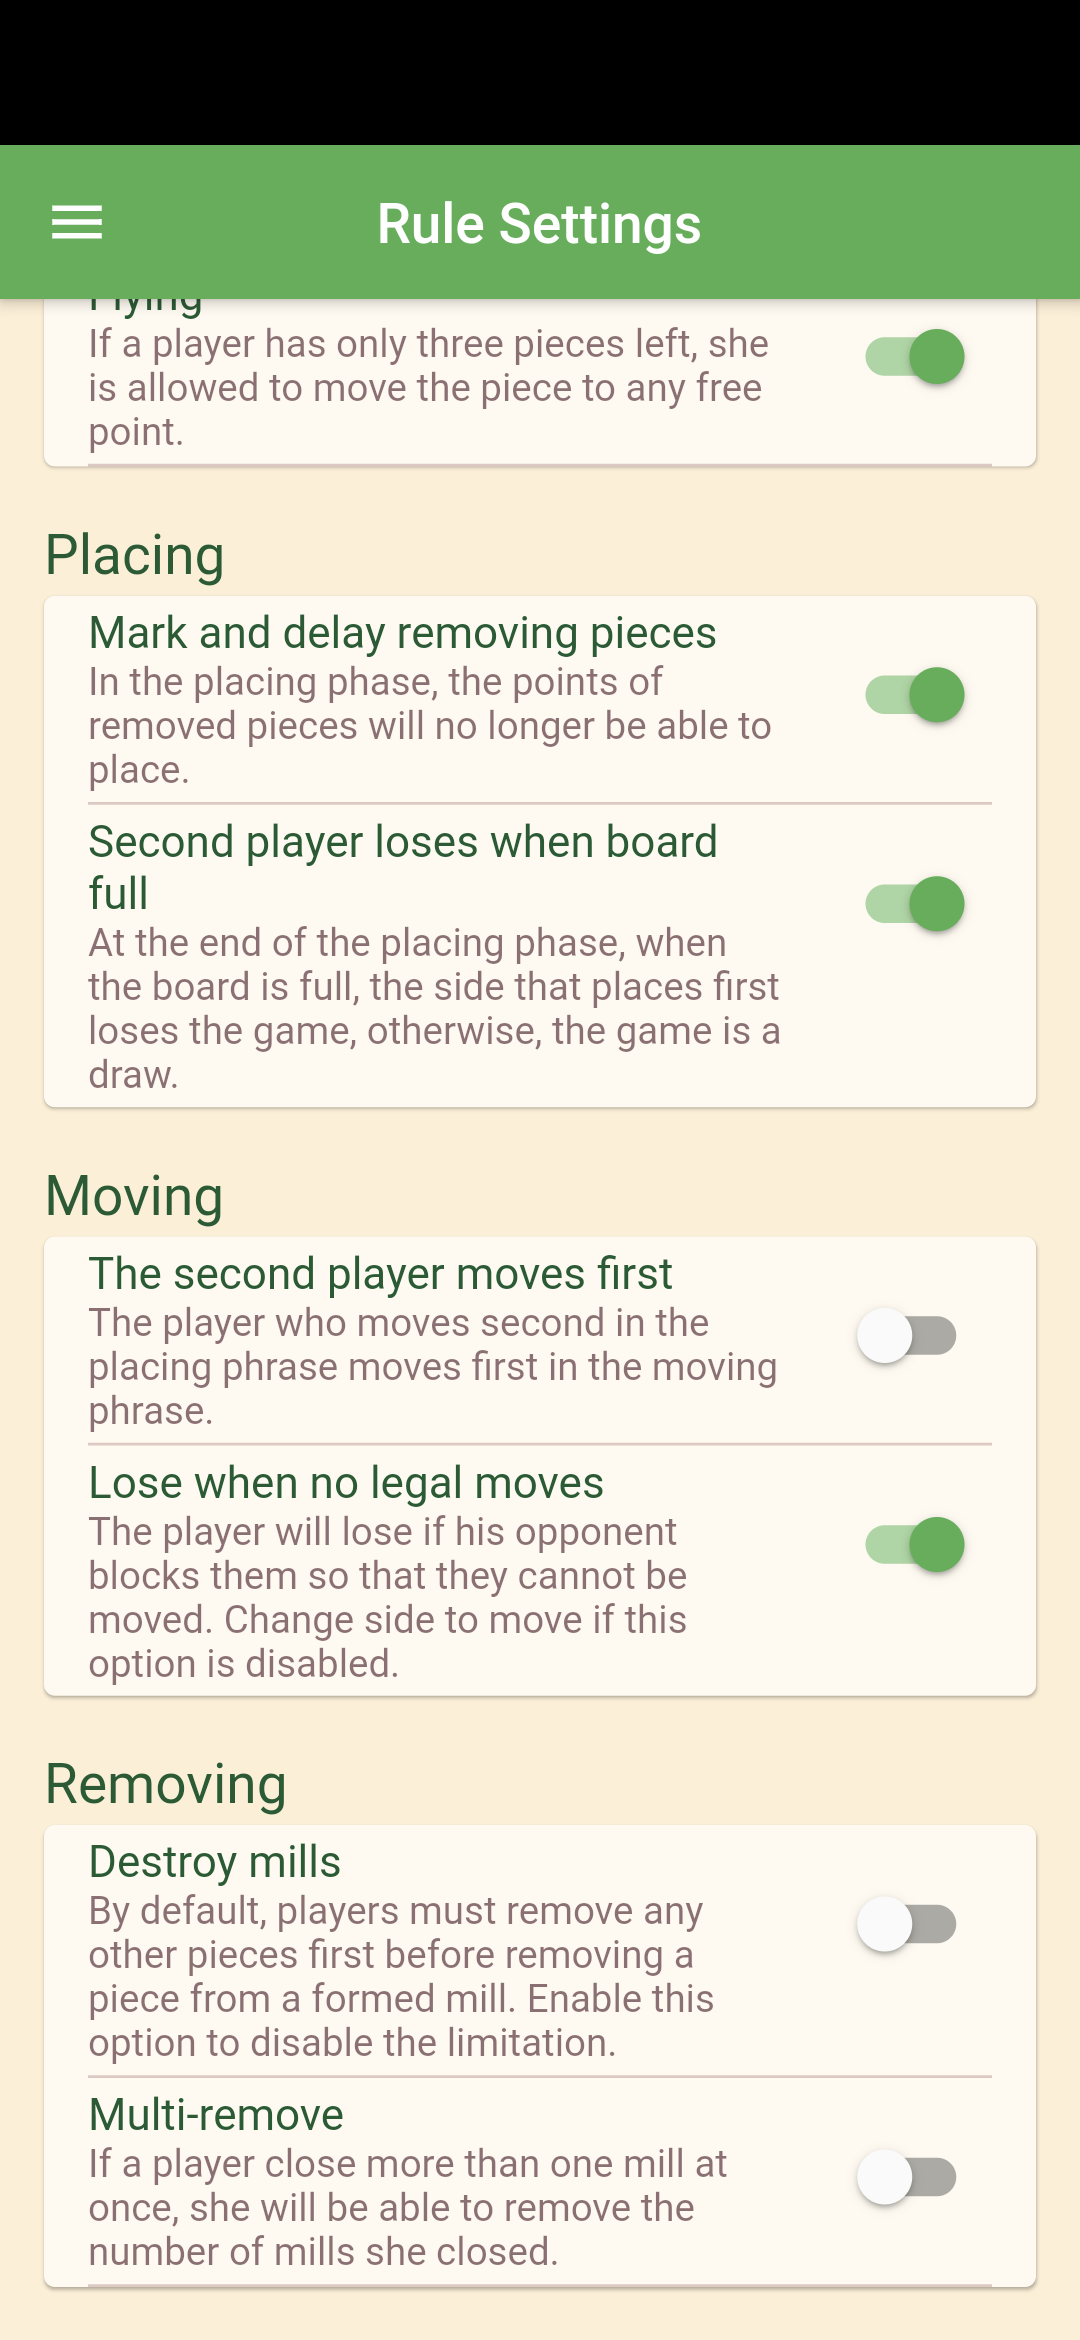 Rule Settings
Flying
If a player has only three pieces left, she
is allowed to move the piece to any free
point.
Placing
Mark and delay removing pieces
In the placing phase, the points of
removed pieces will no longer be able to
place.
Second player loses when board
full
At the end of the placing phase, when
the board is full, the side that places first
loses the game, otherwise, the game is a
draw.
Moving
The second player moves first
The player who moves second in the
placing phrase moves first in the moving
phrase.
Lose when no legal moves
The player will lose if his opponent
blocks them so that they cannot be
moved. Change side to move if this
option is disabled.
Removing
Destroy mills
By default, players must remove any
other pieces first before removing a
piece from a formed mill. Enable this
option to disable the limitation.
Multi-remove
If a player close more than one mill at
once, she will be able to remove the
number of mills she closed.